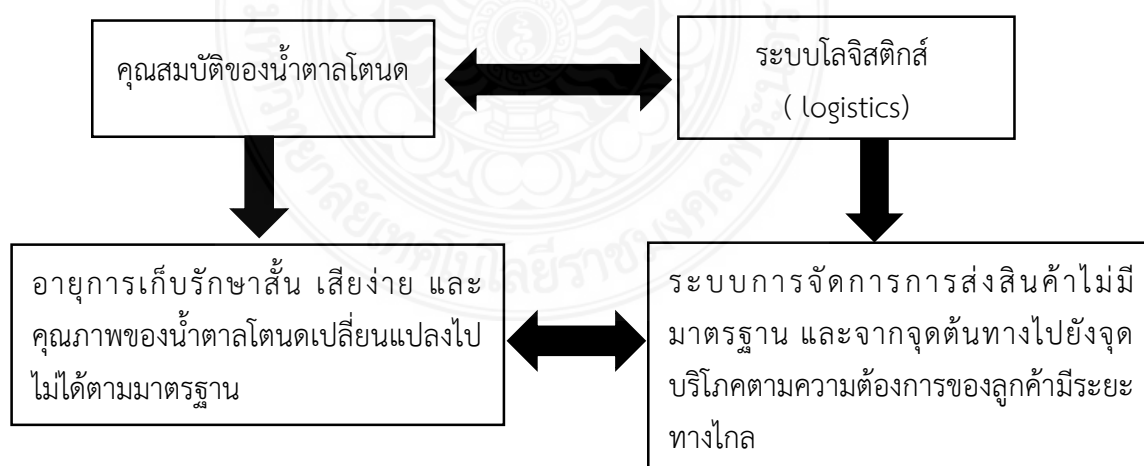 คุณสมบัติของน้ำตาลโตนด
ระบบโลจิสติกส์
( logistics)
อายุการเก็บรักษาสั้น เสียง่าย และ
คุณภาพของน้ำตาลโตนดเปลี่ยนแปลงไป
ไม่ได้ตามมาตรฐาน
ระบบการจัดการการส่งสินค้าไม่มี
มาตรฐาน และจากจุดต้นทางไปยังจุด
บริโภคตามความต้องการของลูกค้ามีระยะ
ทางไกล